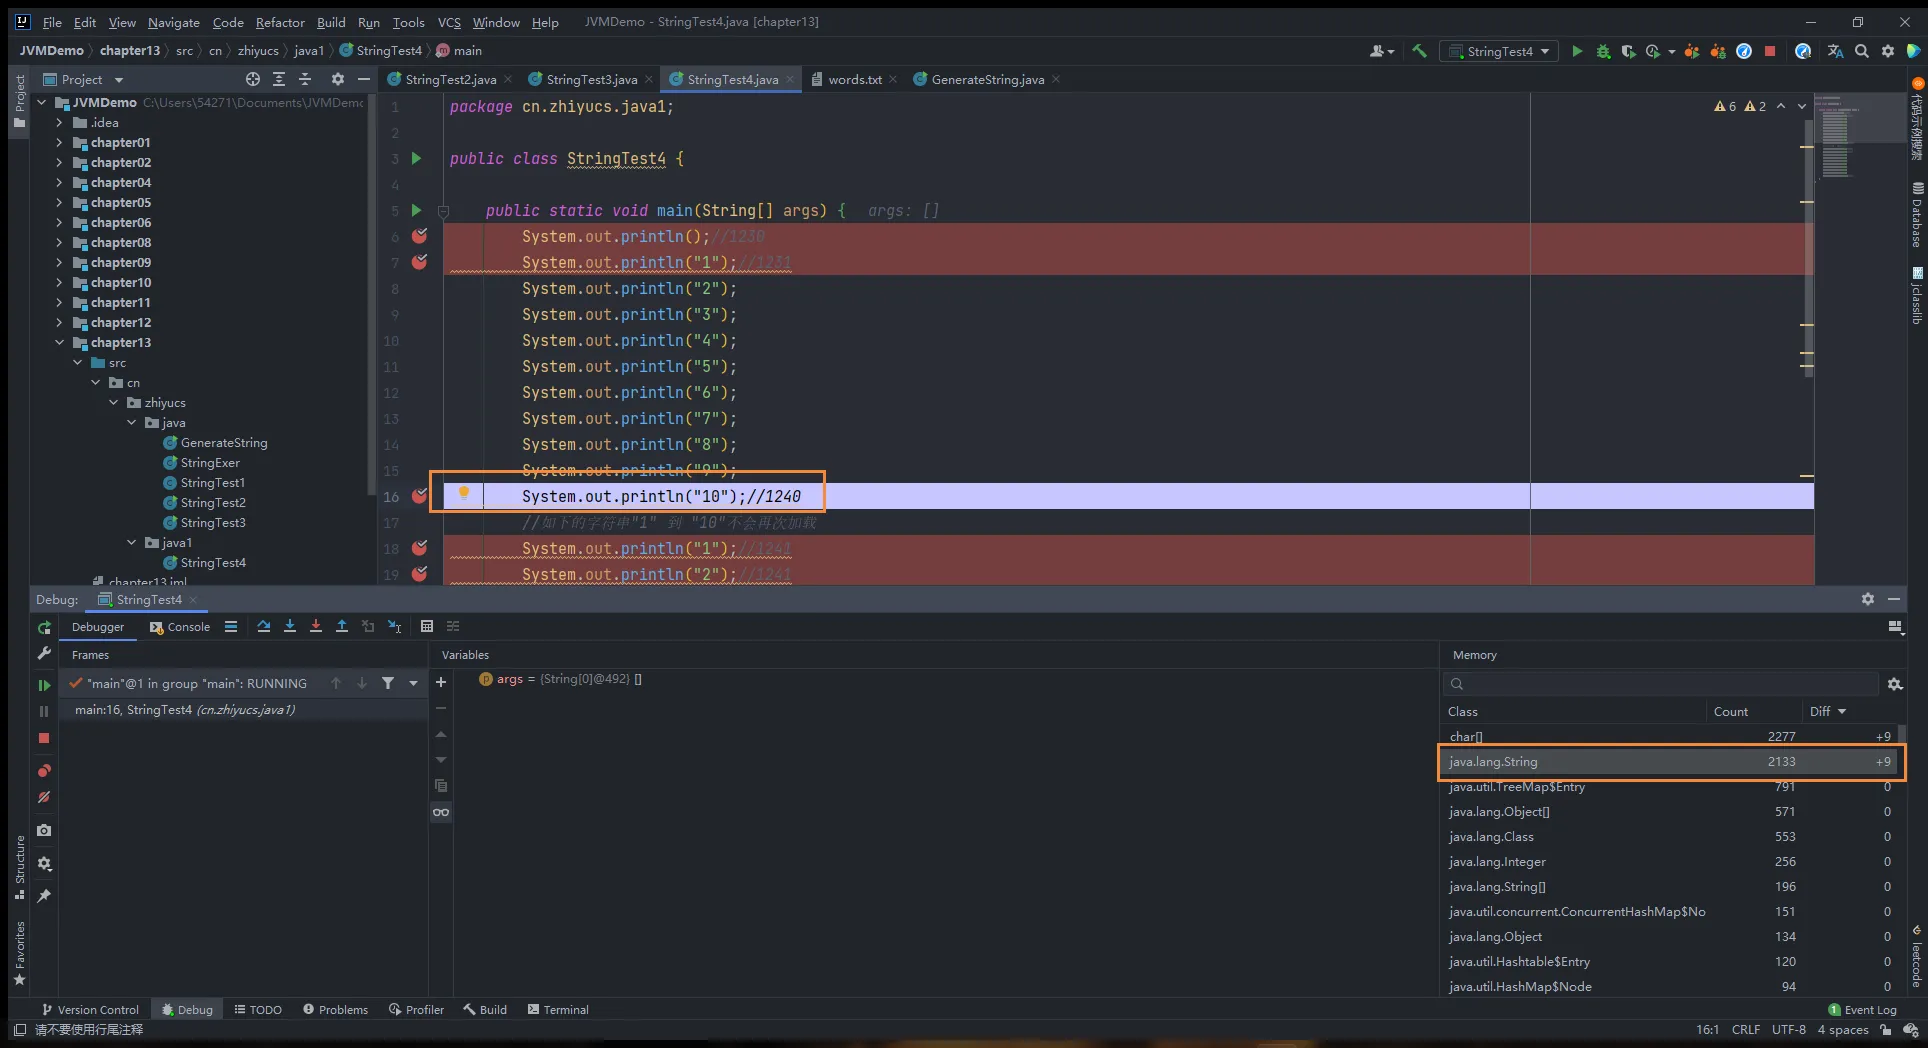 File Edit View Navigate Code Refactor Build Run Tools VCS Window Help JVMDemo - StringTest4.java [chapter13]
JVMDemo chapter13 src cn zhiyucs java1 StringTest4 main StringTest4
Project StringTest2.java StringTest3.java StringTest4.java words.txt GenerateString.java
Project
JVMDemo C:\Users\54271\Documents\JVMDemo
.idea
chapter01
chapter02
chapter04
chapter05
chapter06
chapter08
chapter09
chapter10
chapter11
chapter12
chapter13
src
cn
zhiyucs
java
GenerateString
StringExer
StringTest1
StringTest2
StringTest3
java1
StringTest4
chapter13.iml
6 2
1 package cn.zhiyucs.java1;
2
3 public class StringTest4 {
4
5 public static void main(String[] args) { args: []
6 System.out.println();//1230
7 System.out.println("1");//1231
8 System.out.println("2");
9 System.out.println("3");
10 System.out.println("4");
11 System.out.println("5");
12 System.out.println("6");
13 System.out.println("7");
14 System.out.println("8");
15 System.out.println("9");
16 System.out.println("10");//1240
17 //如下的字符串"1" 到 "10"不会再次加载
18 System.out.println("1");//1241
19 System.out.println("2");//1241
代码示例搜索
Database
jclasslib
Debug: StringTest4
Debugger Console
Frames
"main"@1 in group "main": RUNNING
main:16, StringTest4 (cn.zhiyucs.java1)
Variables
args = {String[0]@492} []
Memory
Class Count Diff
char[] 2277 +9
java.lang.String 2133 +9
java.util.TreeMap$Entry 791 0
java.lang.Object[] 571 0
java.lang.Class 553 0
java.lang.Integer 256 0
java.lang.String[] 196 0
java.util.concurrent.ConcurrentHashMap$No 151 0
java.lang.Object 134 0
java.util.Hashtable$Entry 120 0
java.util.HashMap$Node 94 0
Structure
Favorites
leetcode
Version Control Debug TODO Problems Profiler Build Terminal 1 Event Log
请不要使用行尾注释 16:1 CRLF UTF-8 4 spaces